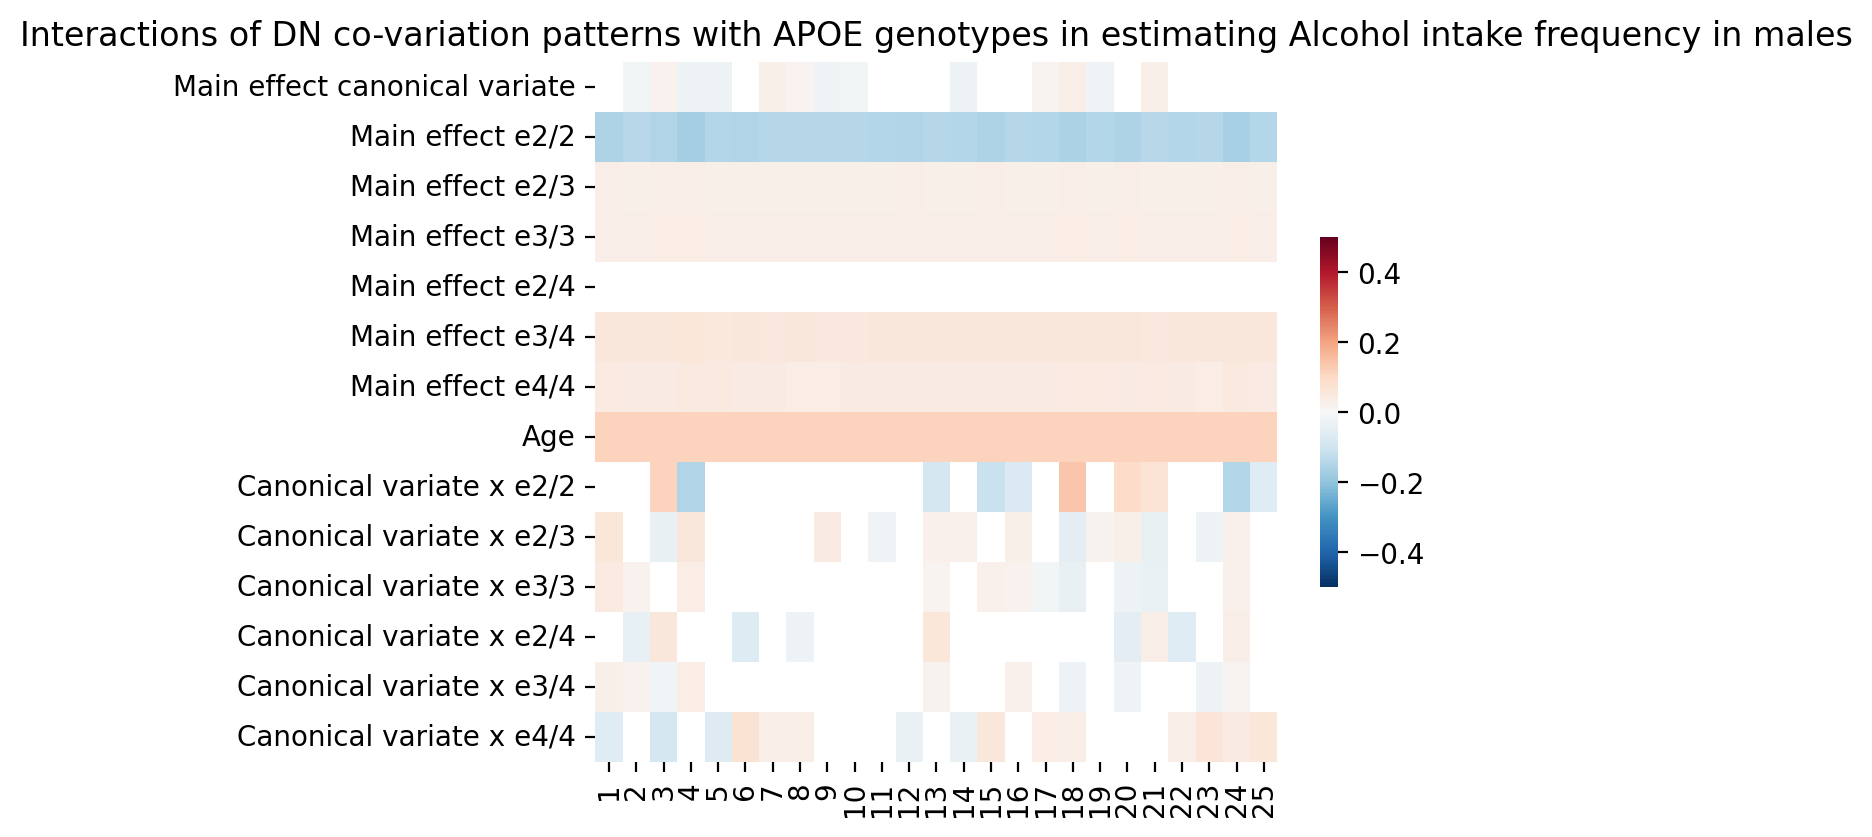 Interactions of DN co-variation patterns with APOE genotypes in estimating Alcohol intake frequency in males
Main effect canonical variate
Main effect e2/2
Main effect e2/3
Main effect e3/3
Main effect e2/4
Main effect e3/4
Main effect e4/4
Age
Canonical variate x e2/2
Canonical variate x e2/3
Canonical variate x e3/3
Canonical variate x e2/4
Canonical variate x e3/4
Canonical variate x e4/4
1 2 3 4 5 6 7 8 9 10 11 12 13 14 15 16 17 18 19 20 21 22 23 24 25
0.4
0.2
0.0
−0.2
−0.4